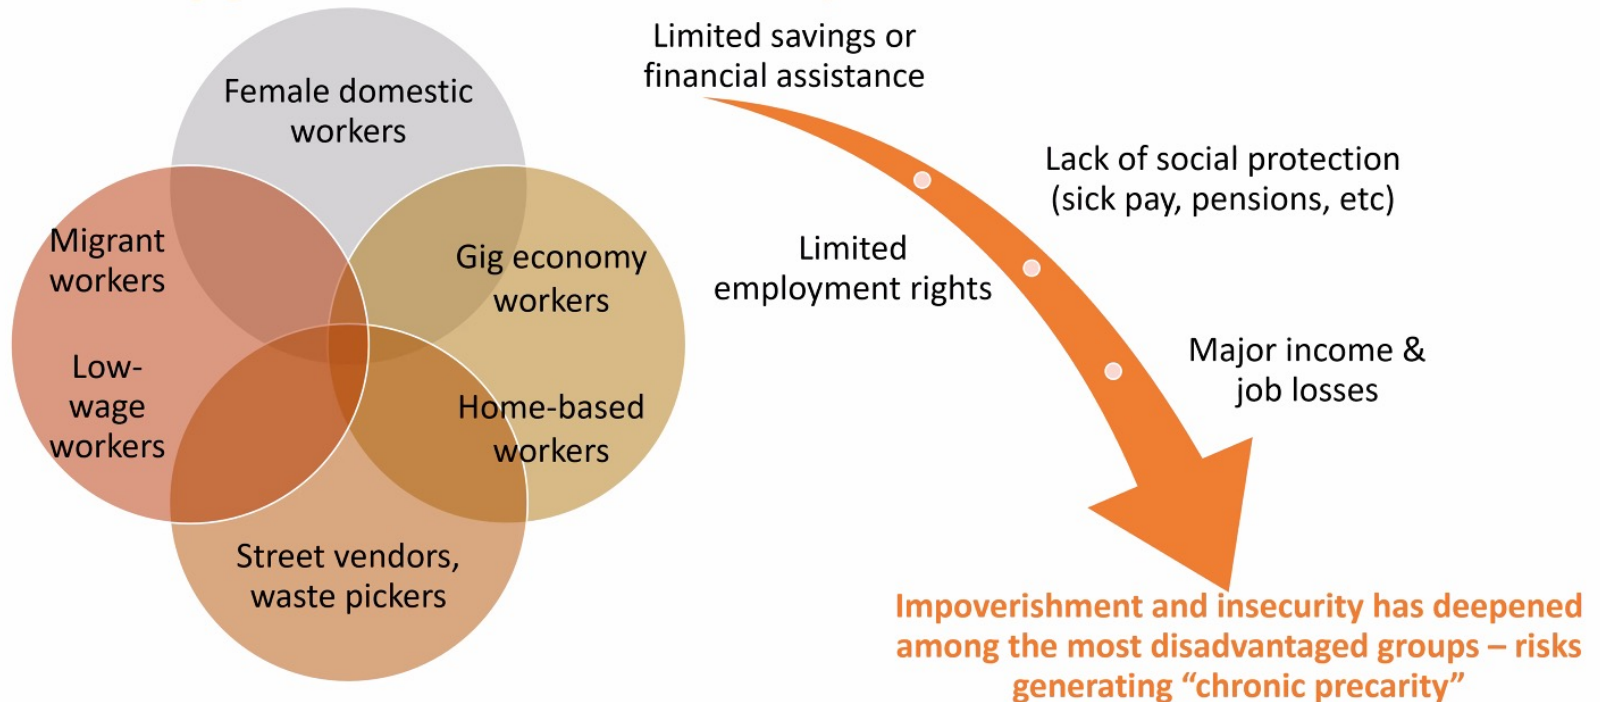 Female domestic
workers
Migrant
workers
Gig economy
workers
Low-
wage
workers
Home-based
workers
Street vendors,
waste pickers
Limited savings or
financial assistance
Lack of social protection
(sick pay, pensions, etc)
Limited
employment rights
Major income &
job losses
Impoverishment and insecurity has deepened
among the most disadvantaged groups – risks
generating “chronic precarity”